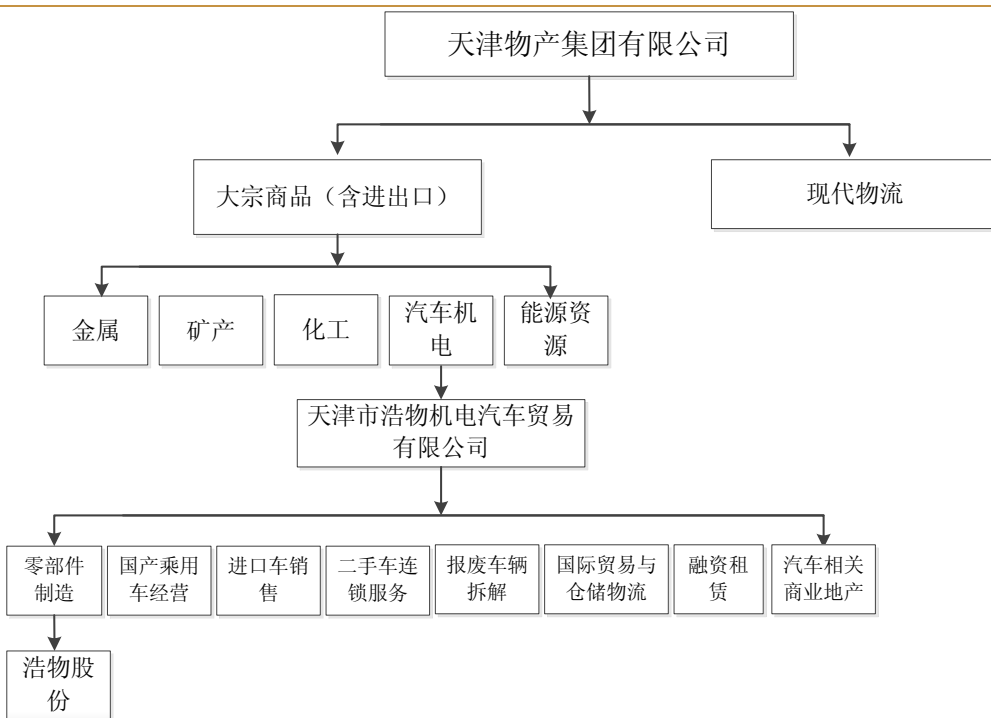 天津物产集团有限公司
大宗商品（含进出口）
现代物流
金属
矿产
化工
汽车机
电
能源资
源
天津市浩物机电汽车贸易
有限公司
零部件
制造
国产乘用
车经营
进口车销
售
二手车连
锁服务
报废车辆
拆解
国际贸易与
仓储物流
融资租
赁
汽车相关
商业地产
浩物股
份